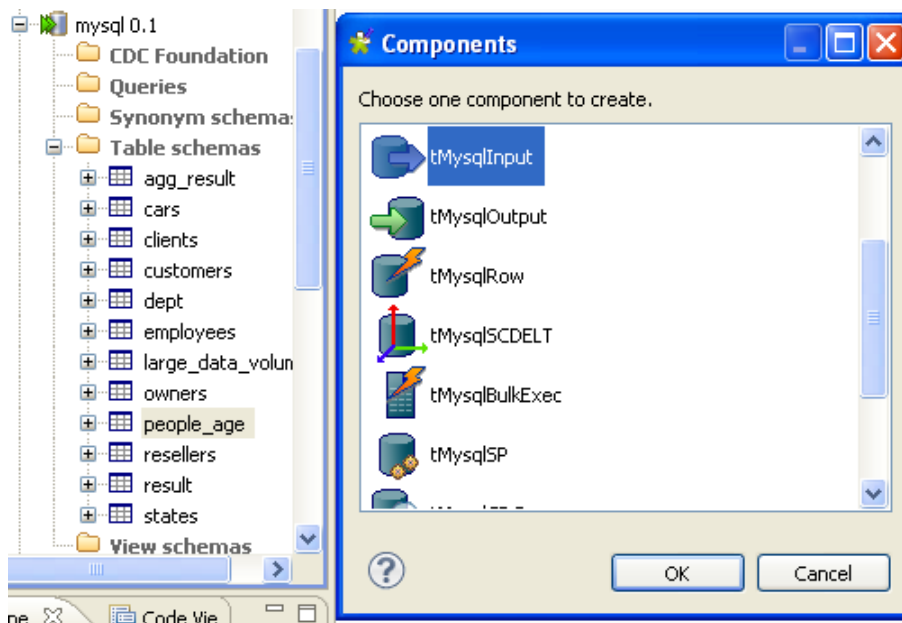 mysql 0.1
CDC Foundation
Queries
Synonym schema
Table schemas
agg_result
cars
clients
customers
dept
employees
large_data_volun
owners
people_age
resellers
result
states
View schemas
Code Vie
Components
Choose one component to create.
tMysqlInput
tMysqlOutput
tMysqlRow
tMysqlSCDELT
tMysqlBulkExec
tMysqlSP
OK
Cancel